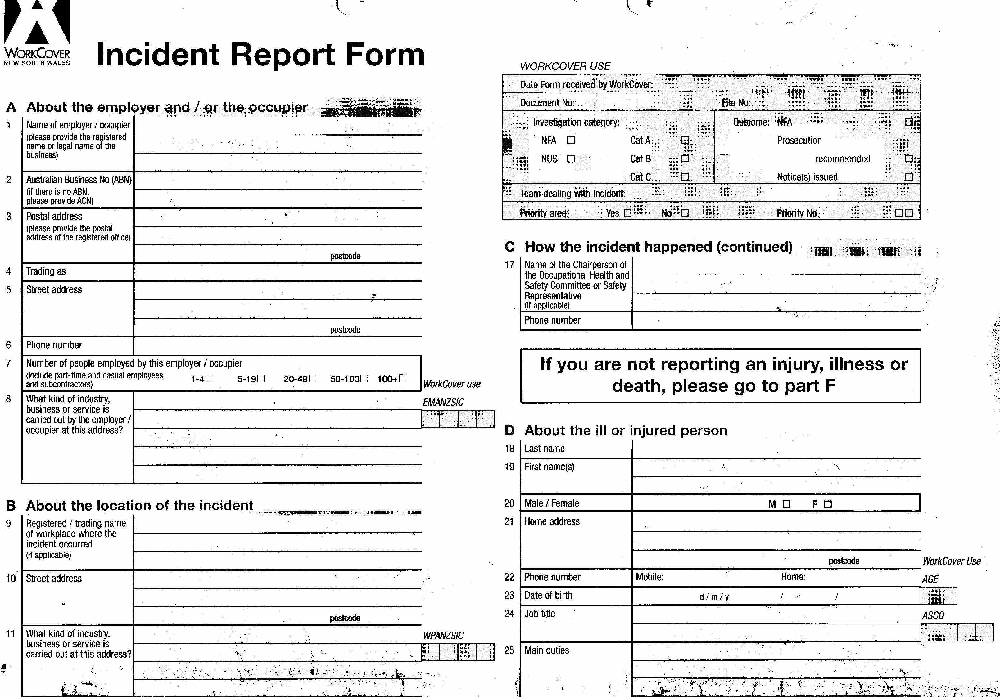 WORKCOVER
NEW SOUTH WALES
Incident Report Form
A About the employer and / or the occupier
1 Name of employer / occupier
(please provide the registered
name or legal name of the
business)
2 Australian Business No (ABN)
(if there is no ABN,
please provide ACN)
3 Postal address
(please provide the postal
address of the registered office)
postcode
4 Trading as
5 Street address
postcode
6 Phone number
7 Number of people employed by this employer / occupier
(include part-time and casual employees
and subcontractors)
1-4☐ 5-19☐ 20-49☐ 50-100☐ 100+☐
WorkCover use
8 What kind of industry,
business or service is
carried out by the employer /
occupier at this address?
EMANZSIC
B About the location of the incident
9 Registered / trading name
of workplace where the
incident occurred
(if applicable)
10 Street address
postcode
11 What kind of industry,
business or service is
carried out at this address?
WPANZSIC
WORKCOVER USE
Date Form received by WorkCover:
Document No: File No:
Investigation category:
NFA ☐ Cat A ☐
NUS ☐ Cat B ☐
Cat C ☐
Outcome: NFA ☐
Prosecution
recommended ☐
Notice(s) issued ☐
Team dealing with incident:
Priority area: Yes ☐ No ☐ Priority No. ☐☐
C How the incident happened (continued)
17 Name of the Chairperson of
the Occupational Health and
Safety Committee or Safety
Representative
(if applicable)
Phone number
If you are not reporting an injury, illness or
death, please go to part F
D About the ill or injured person
18 Last name
19 First name(s)
20 Male / Female M ☐ F ☐
21 Home address
postcode
WorkCover Use
22 Phone number Mobile: Home:
AGE
23 Date of birth d / m / y / /
24 Job title
ASCO
25 Main duties